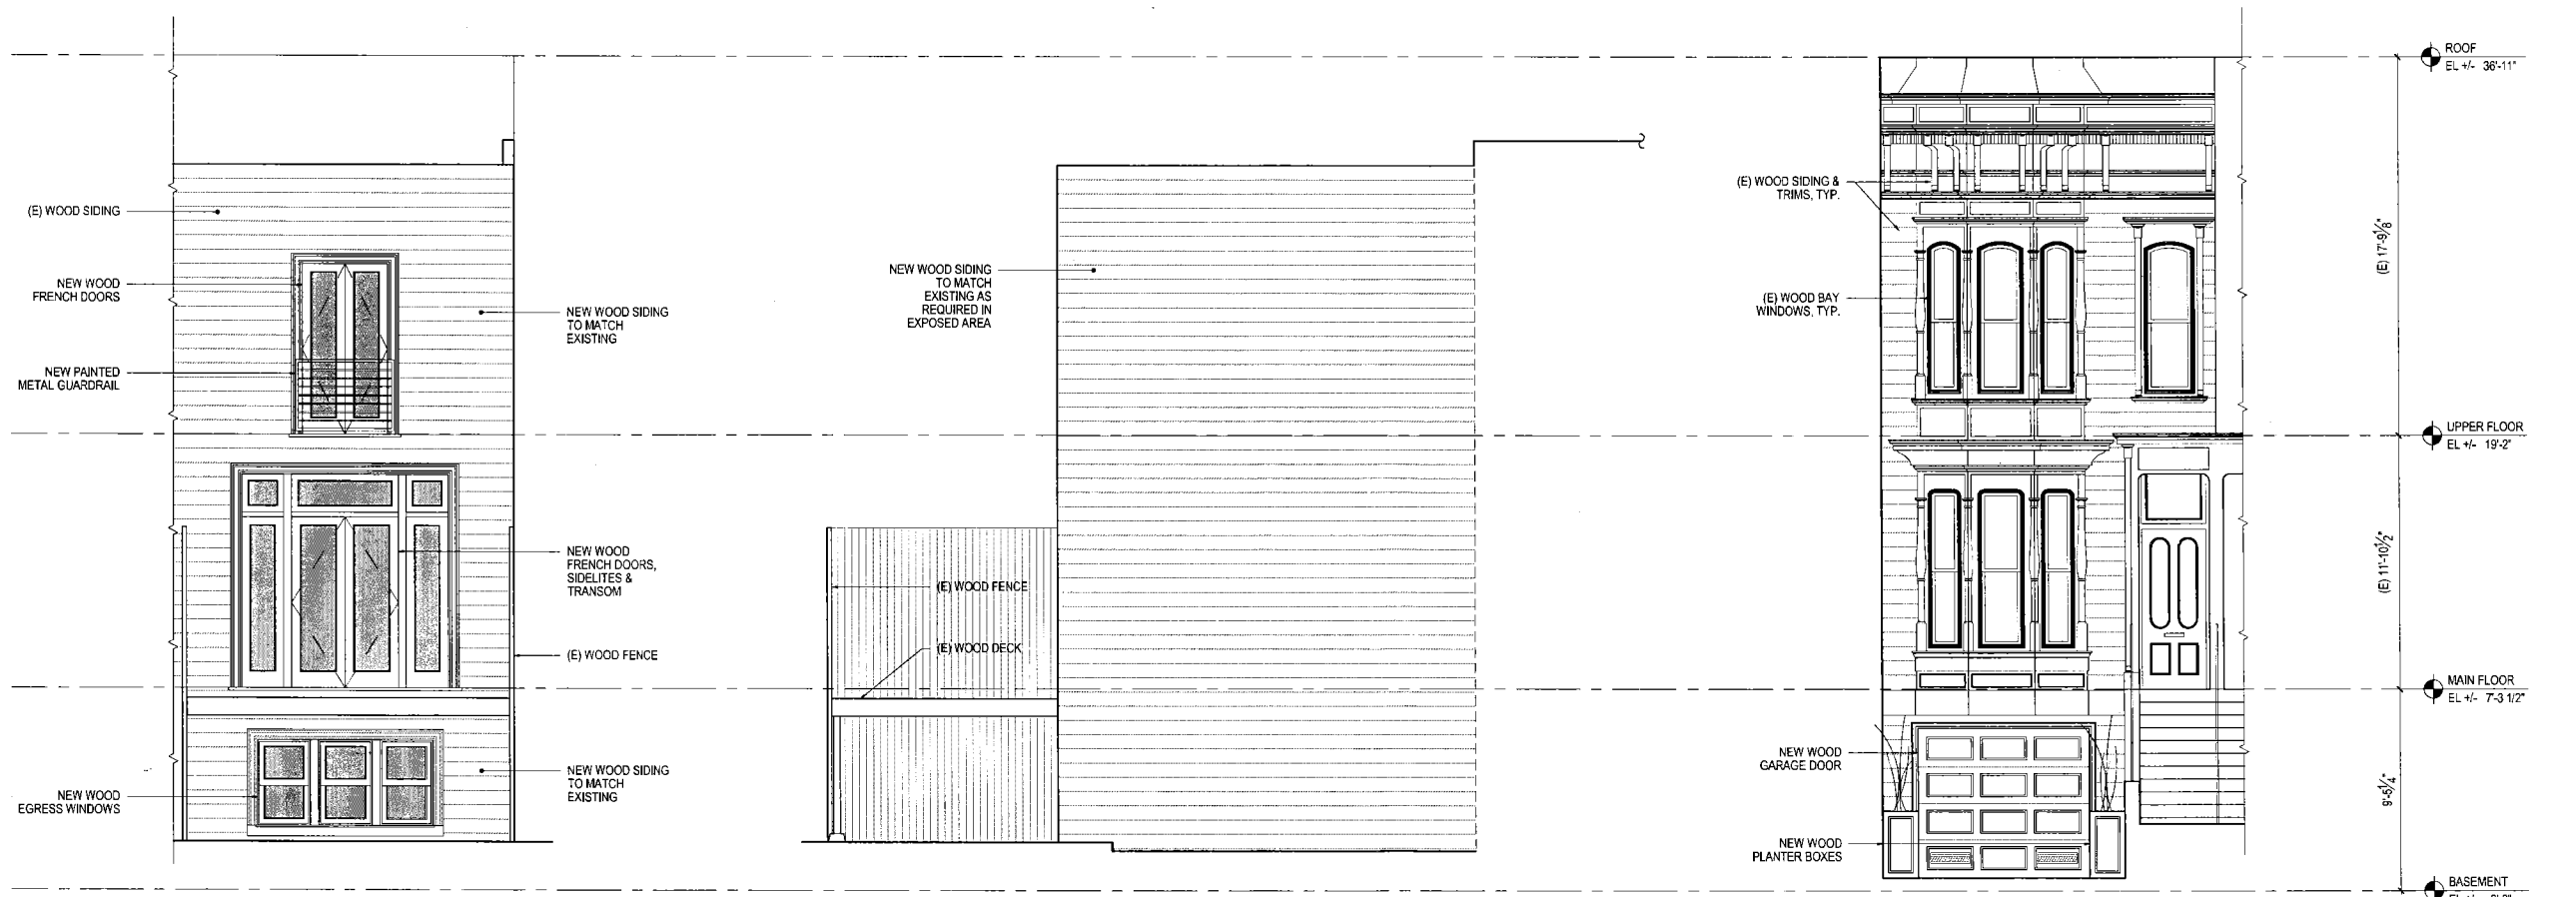 (E) WOOD SIDING
NEW WOOD
FRENCH DOORS
NEW PAINTED
METAL GUARDRAIL
NEW WOOD
EGRESS WINDOWS
NEW WOOD SIDING
TO MATCH
EXISTING
NEW WOOD
FRENCH DOORS,
SIDELITES &
TRANSOM
(E) WOOD FENCE
NEW WOOD SIDING
TO MATCH
EXISTING
NEW WOOD SIDING
TO MATCH
EXISTING AS
REQUIRED IN
EXPOSED AREA
(E) WOOD FENCE
(E) WOOD DECK
(E) WOOD SIDING &
TRIMS, TYP.
(E) WOOD BAY
WINDOWS, TYP.
NEW WOOD
GARAGE DOOR
NEW WOOD
PLANTER BOXES
(E) 17'-9 1/8"
(E) 11'-10 1/2"
9'-5 1/4"
ROOF
EL +/- 36'-11"
UPPER FLOOR
EL +/- 19'-2"
MAIN FLOOR
EL +/- 7'-3 1/2"
BASEMENT